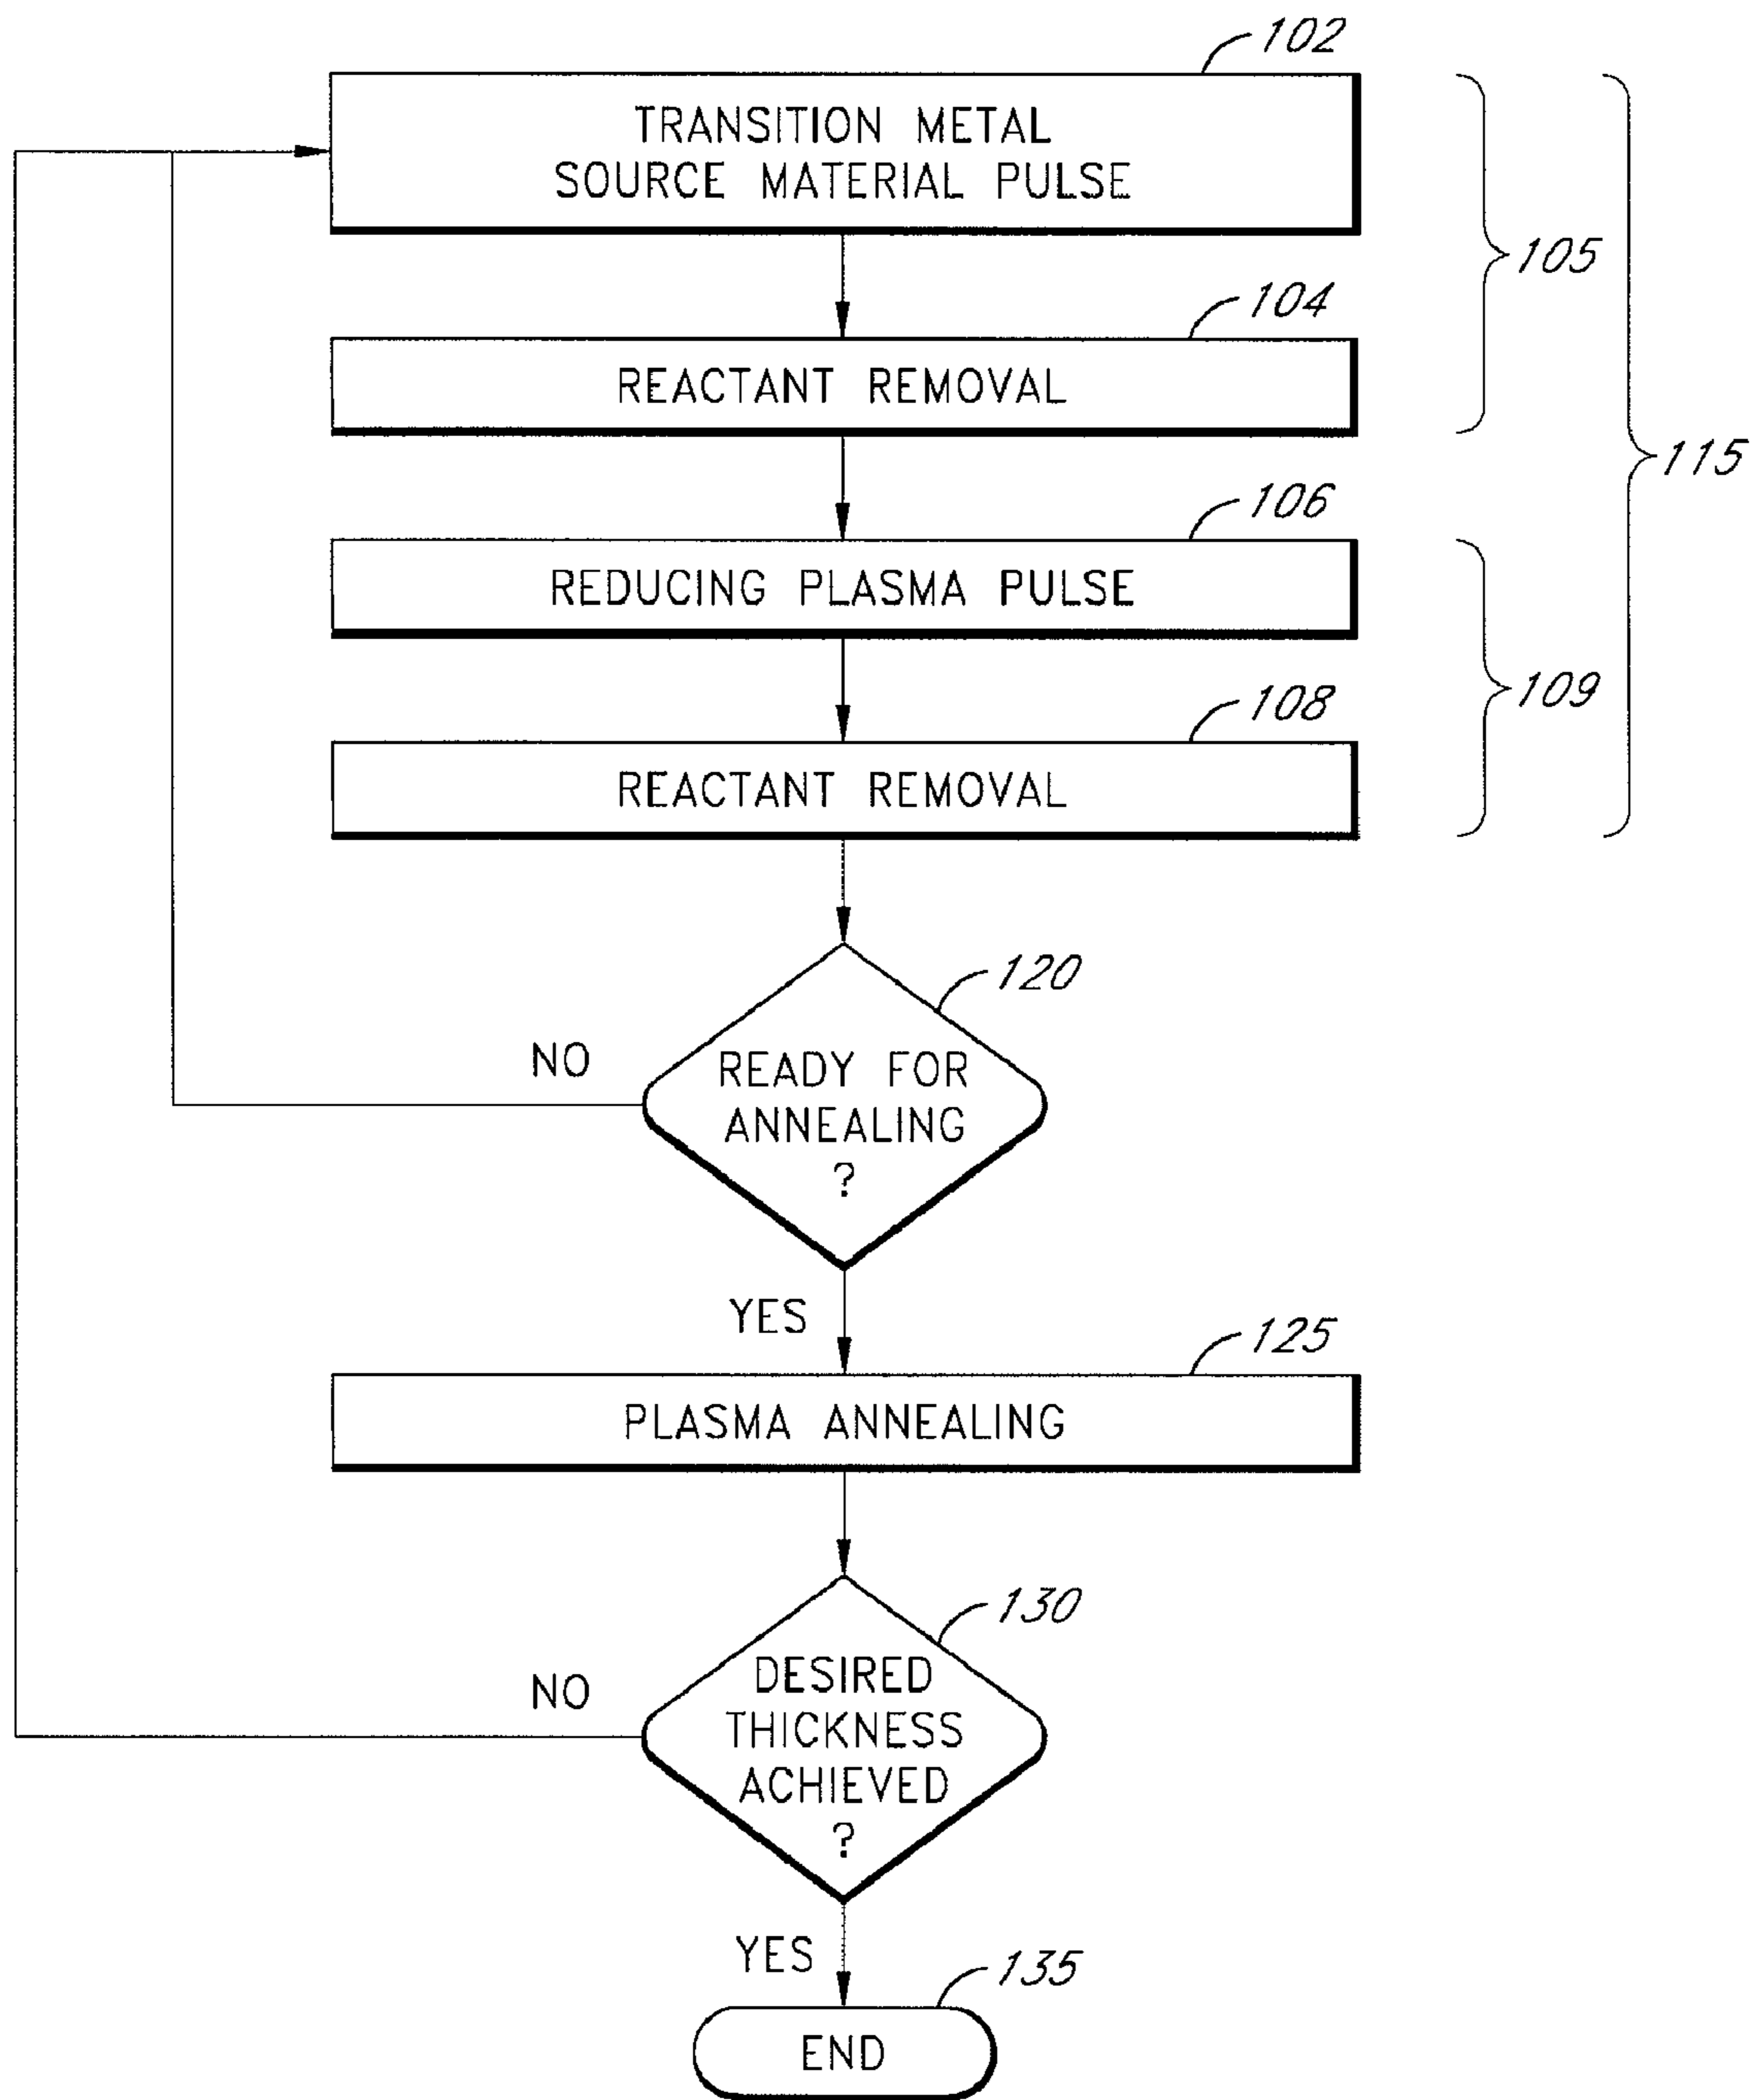 102
TRANSITION METAL
SOURCE MATERIAL PULSE
105
104
REACTANT REMOVAL
115
106
REDUCING PLASMA PULSE
109
108
REACTANT REMOVAL
120
NO
READY FOR
ANNEALING
?
YES
125
PLASMA ANNEALING
130
NO
DESIRED
THICKNESS
ACHIEVED
?
YES
135
END